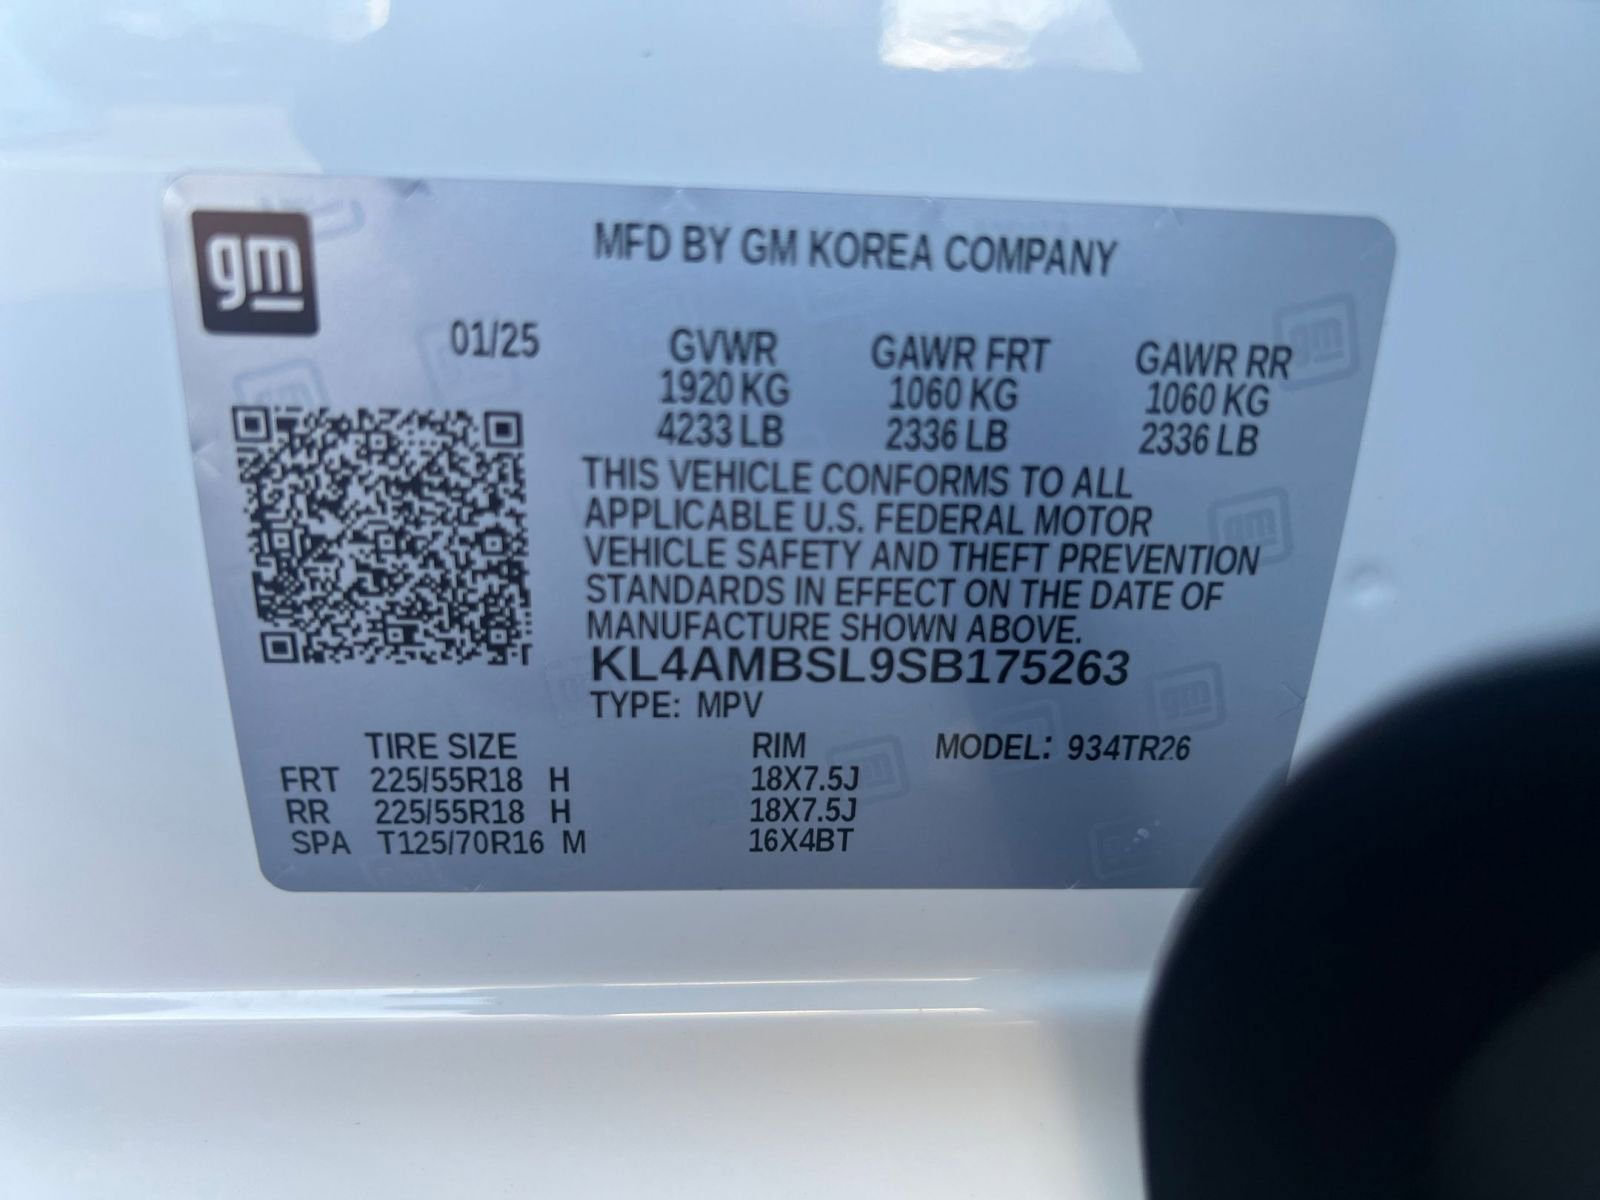 gm
MFD BY GM KOREA COMPANY
01/25 GVWR GAWR FRT GAWR RR
1920 KG 1060 KG 1060 KG
4233 LB 2336 LB 2336 LB
THIS VEHICLE CONFORMS TO ALL
APPLICABLE U.S. FEDERAL MOTOR
VEHICLE SAFETY AND THEFT PREVENTION
STANDARDS IN EFFECT ON THE DATE OF
MANUFACTURE SHOWN ABOVE.
KL4AMBSL9SB175263
TYPE: MPV
TIRE SIZE RIM MODEL: 934TR26
FRT 225/55R18 H 18X7.5J
RR 225/55R18 H 18X7.5J
SPA T125/70R16 M 16X4BT